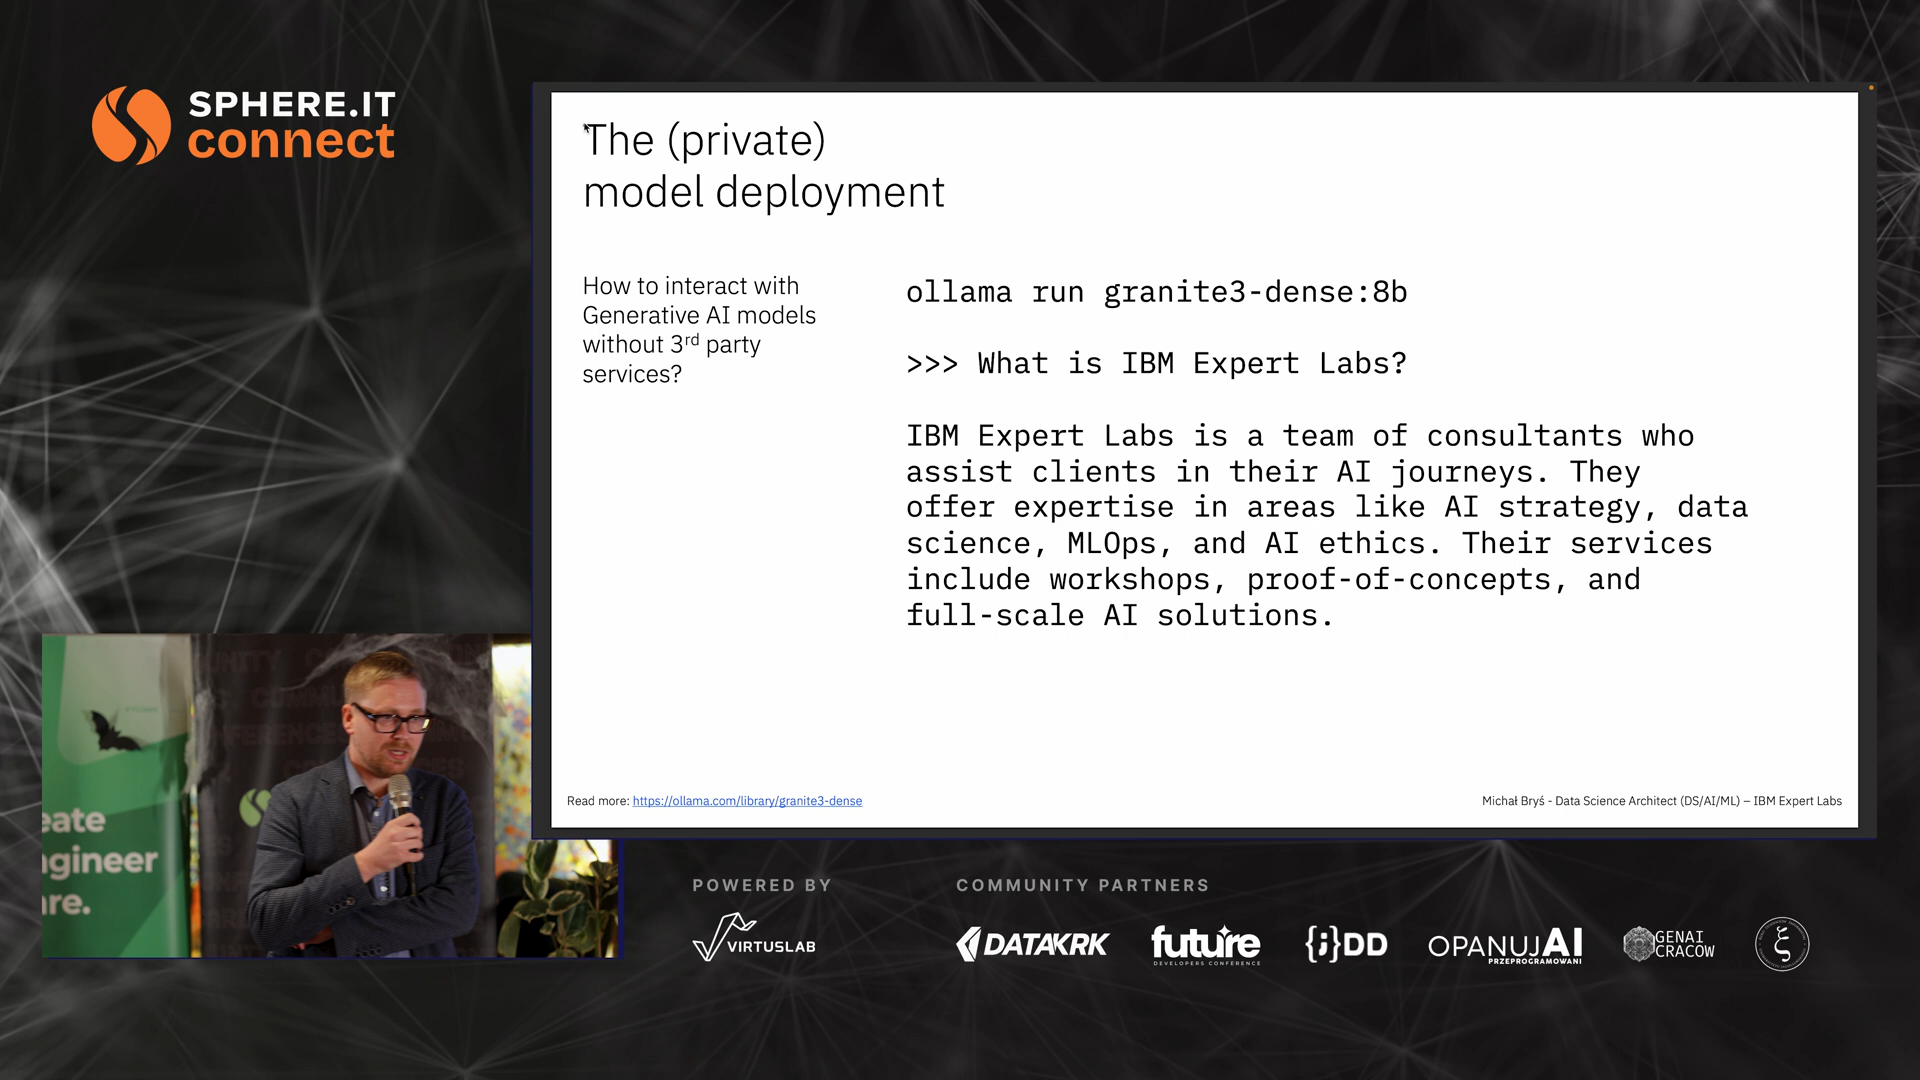 SPHERE.IT
connect
The (private)
model deployment
How to interact with
Generative AI models
without 3rd party
services?
ollama run granite3-dense:8b
>>> What is IBM Expert Labs?
IBM Expert Labs is a team of consultants who
assist clients in their AI journeys. They
offer expertise in areas like AI strategy, data
science, MLOps, and AI ethics. Their services
include workshops, proof-of-concepts, and
full-scale AI solutions.
Read more: https://ollama.com/library/granite3-dense
Michał Bryś - Data Science Architect (DS/AI/ML) – IBM Expert Labs
eate
gineer
re.
POWERED BY
VIRTUSLAB
COMMUNITY PARTNERS
DATAKRK
future
DEVELOPERS CONFERENCE
{;}DD
OPANUJAI
PRZEPROGRAMOWANI
GENAI
CRACOW